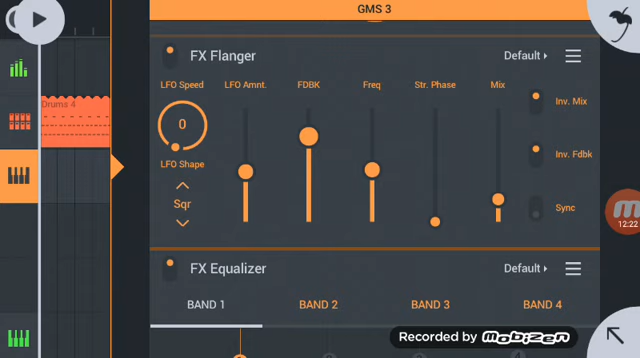 GMS 3
FX Flanger
Default
LFO Speed
LFO Amnt.
FDBK
Freq
Str. Phase
Mix
0
Inv. Mix
Drums 4
Inv. Fdbk
LFO Shape
Sqr
Sync
12:22
FX Equalizer
Default
BAND 1
BAND 2
BAND 3
BAND 4
Recorded by Mobizen